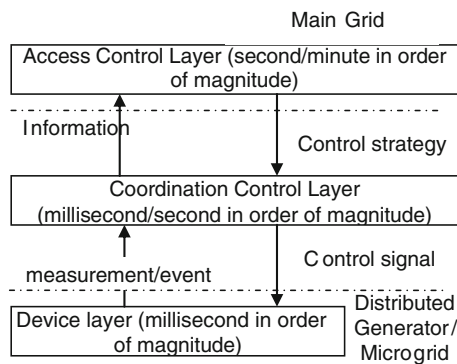 Main Grid
Access Control Layer (second/minute in order
of magnitude)
Information
Control strategy
Coordination Control Layer
(millisecond/second in order of magnitude)
measurement/event
Control signal
Device layer (millisecond in order
of magnitude)
Distributed
Generator/
Microgrid